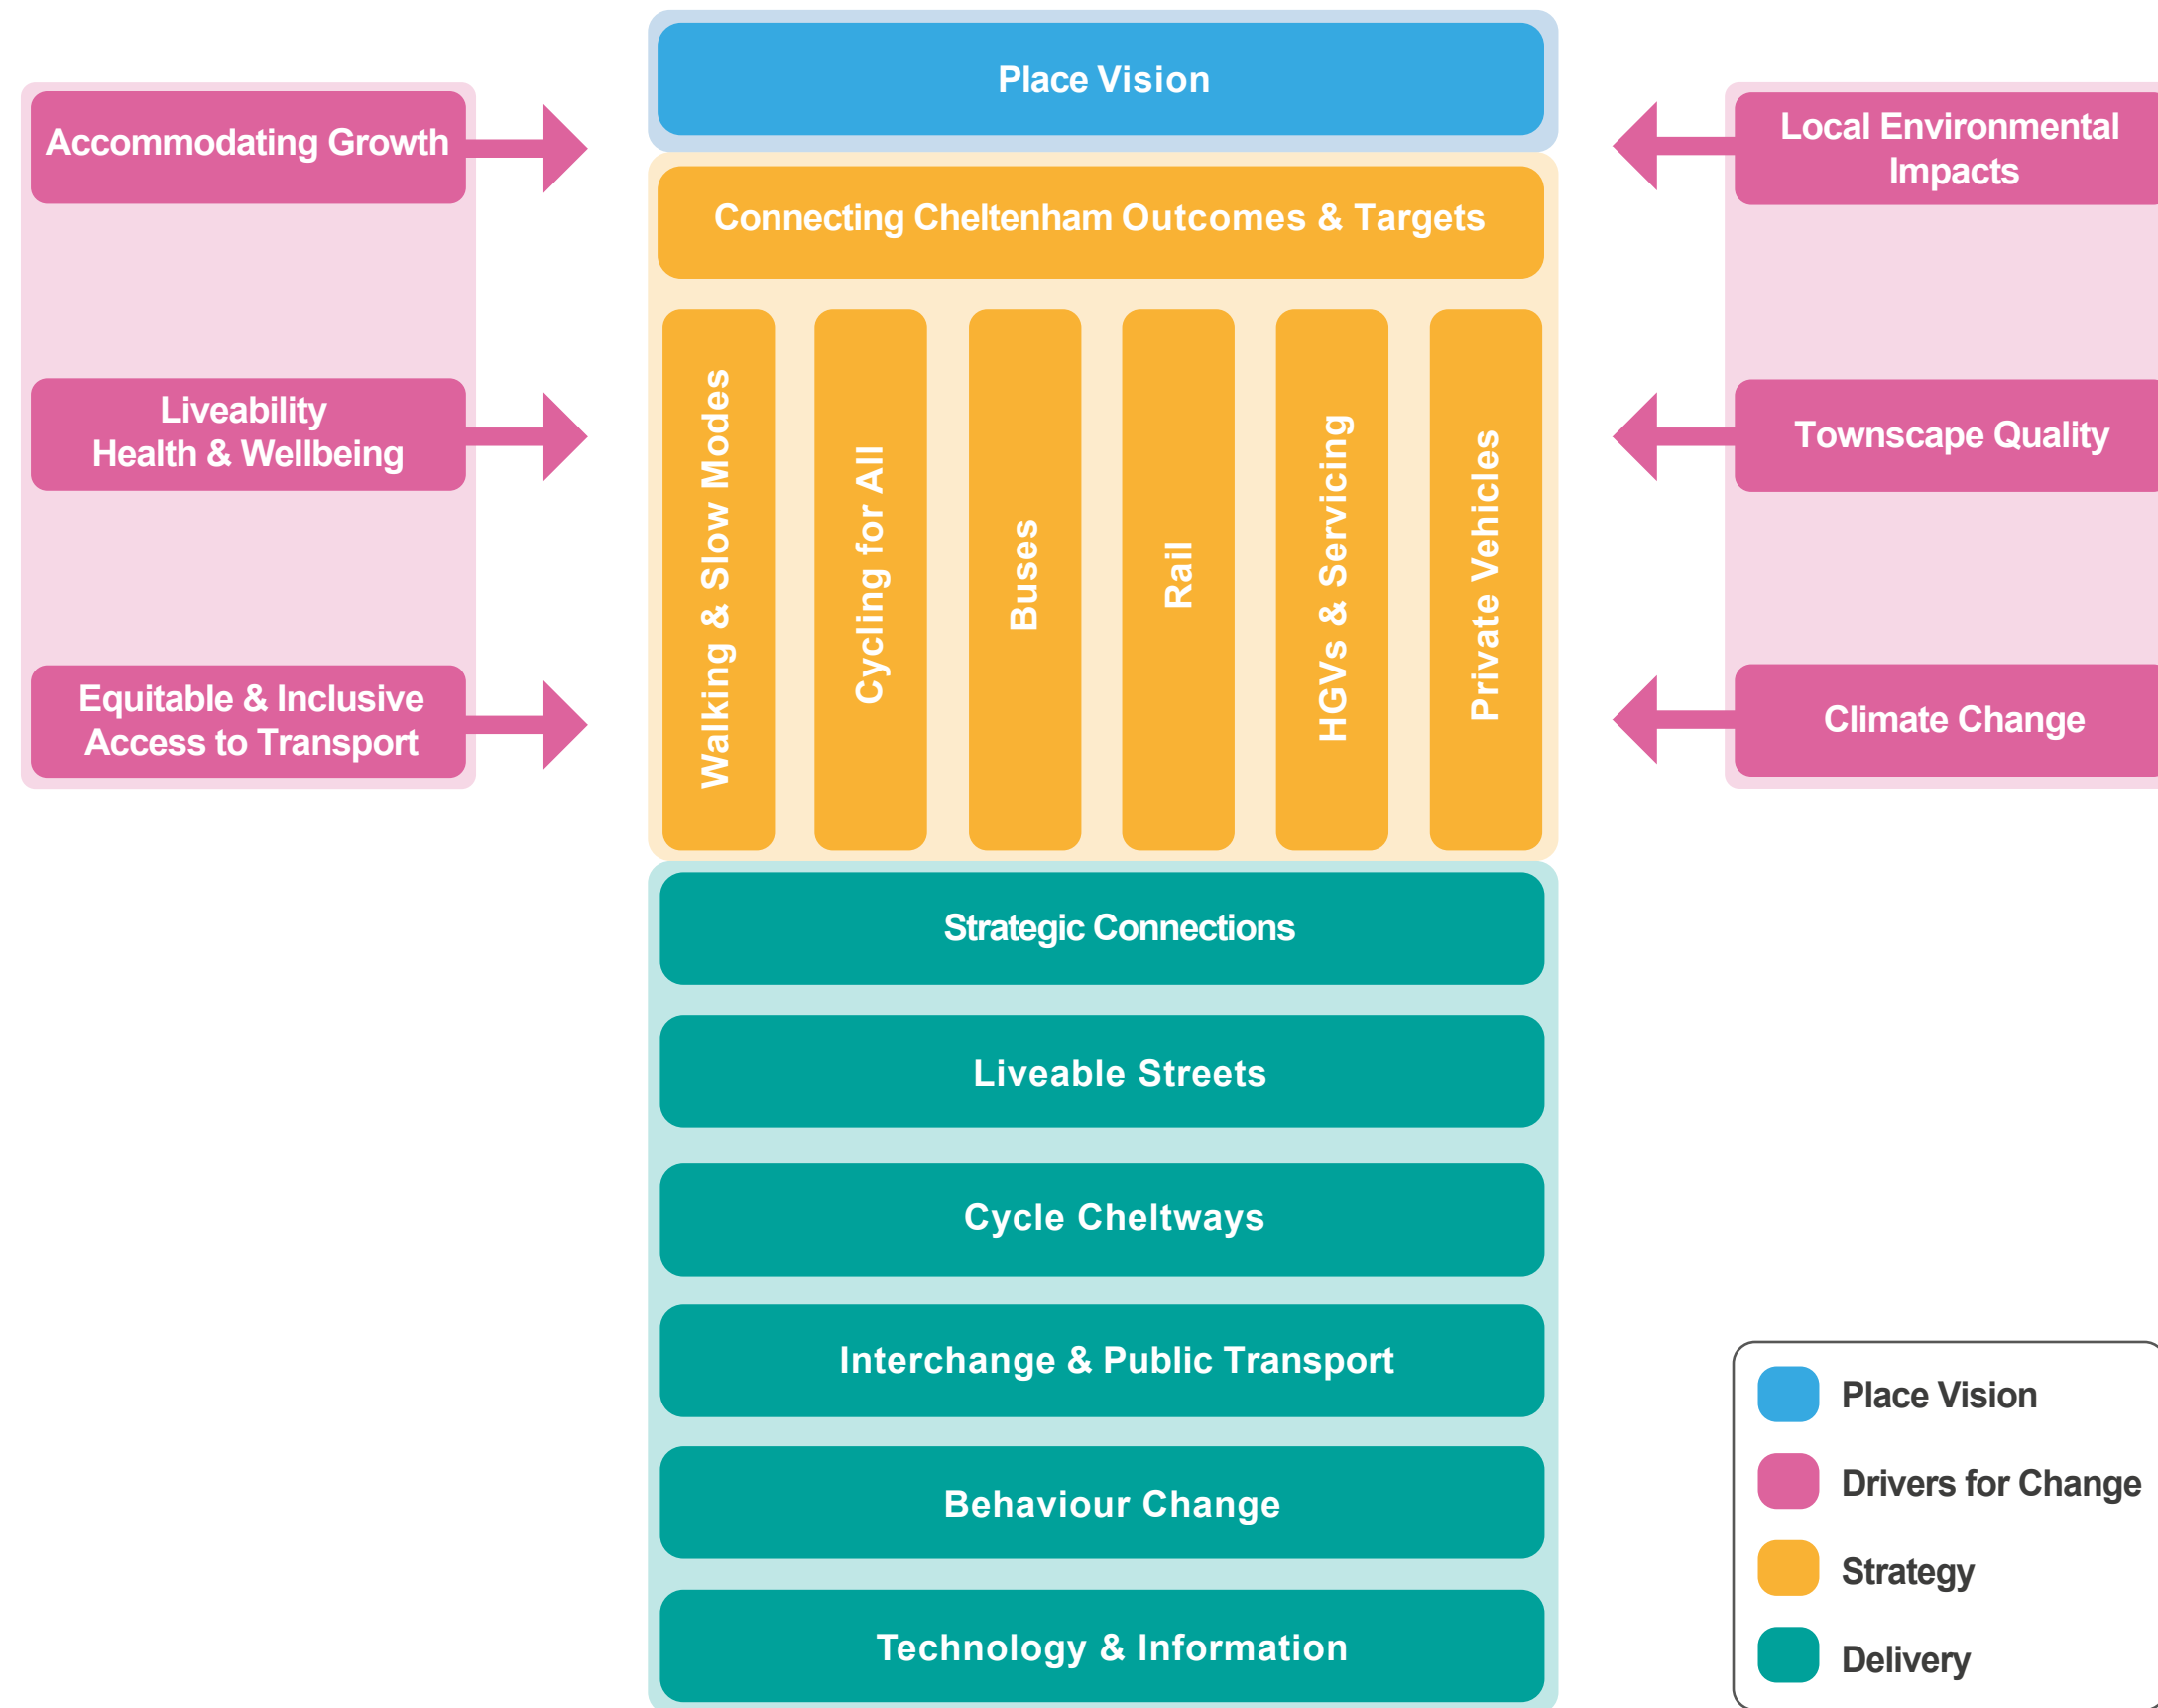 Place Vision
Accommodating Growth
Local Environmental
Impacts
Connecting Cheltenham Outcomes & Targets
Liveability
Health & Wellbeing
Townscape Quality
Equitable & Inclusive
Access to Transport
Climate Change
Walking & Slow Modes
Cycling for All
Buses
Rail
HGVs & Servicing
Private Vehicles
Strategic Connections
Liveable Streets
Cycle Cheltways
Interchange & Public Transport
Behaviour Change
Technology & Information
Place Vision
Drivers for Change
Strategy
Delivery